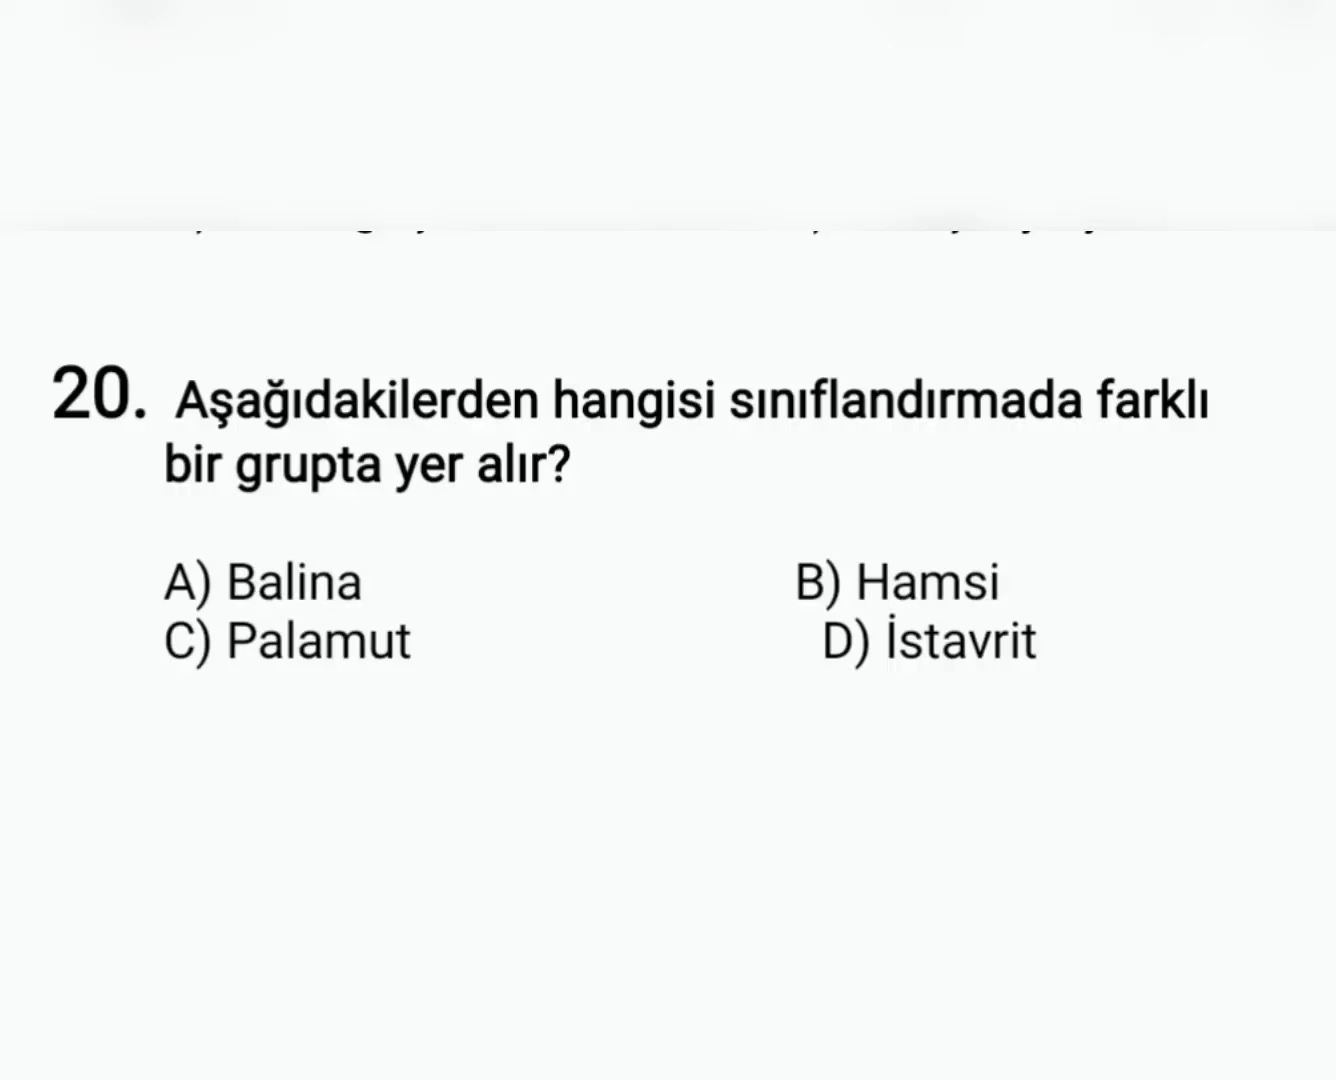 20. Aşağıdakilerden hangisi sınıflandırmada farklı
bir grupta yer alır?
A) Balina B) Hamsi
C) Palamut D) İstavrit